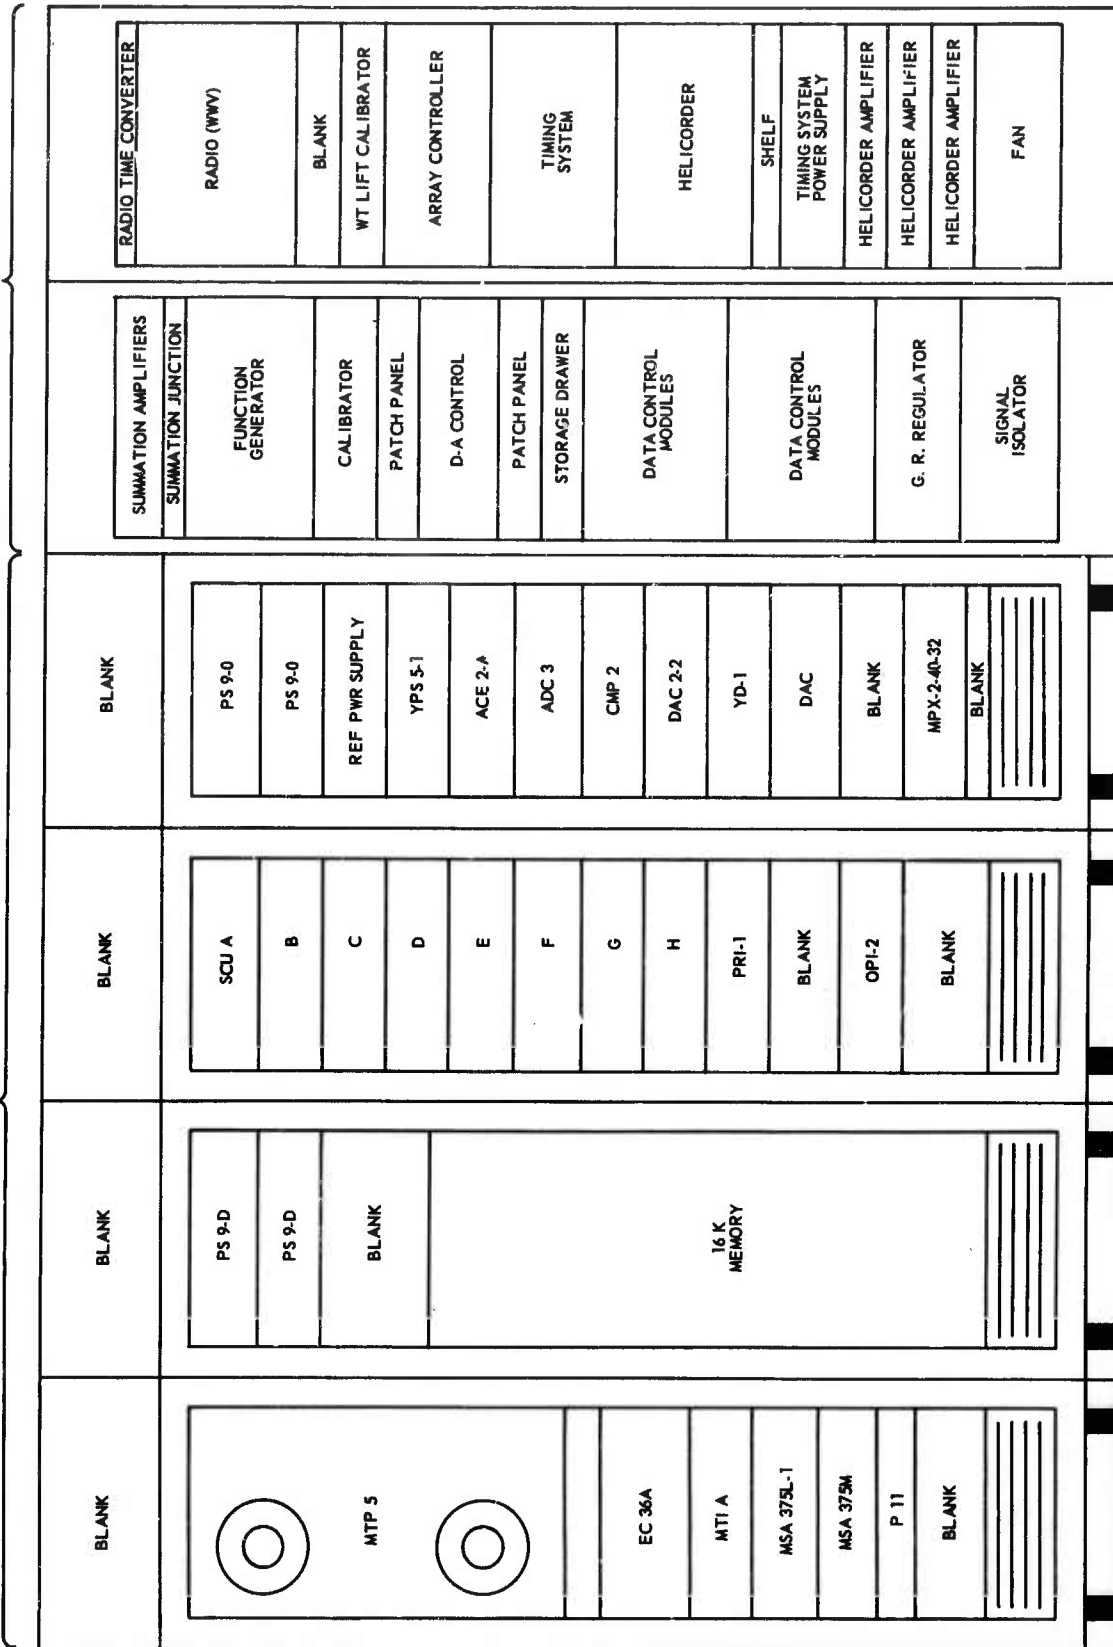 BLANK
MTP 5
EC 36A
MTI A
MSA 375L-1
MSA 375M
P 11
BLANK
BLANK
PS 9-D
PS 9-D
BLANK
16 K
MEMORY
BLANK
SCU A
B
C
D
E
F
G
H
PRI-1
BLANK
OPI-2
BLANK
BLANK
PS 9-0
PS 9-0
REF PWR SUPPLY
YPS 5-1
ACE 2-A
ADC 3
CMP 2
DAC 2-2
YD-1
DAC
BLANK
MPX-2-40-32
BLANK
SUMMATION AMPLIFIERS
SUMMATION JUNCTION
FUNCTION
GENERATOR
CALIBRATOR
PATCH PANEL
D-A CONTROL
PATCH PANEL
STORAGE DRAWER
DATA CONTROL
MODULES
DATA CONTROL
MODULES
G. R. REGULATOR
SIGNAL
ISOLATOR
RADIO TIME CONVERTER
RADIO (WWV)
BLANK
WT LIFT CALIBRATOR
ARRAY CONTROLLER
TIMING
SYSTEM
HELICORDER
SHELF
TIMING SYSTEM
POWER SUPPLY
HELICORDER AMPLIFIER
HELICORDER AMPLIFIER
HELICORDER AMPLIFIER
FAN